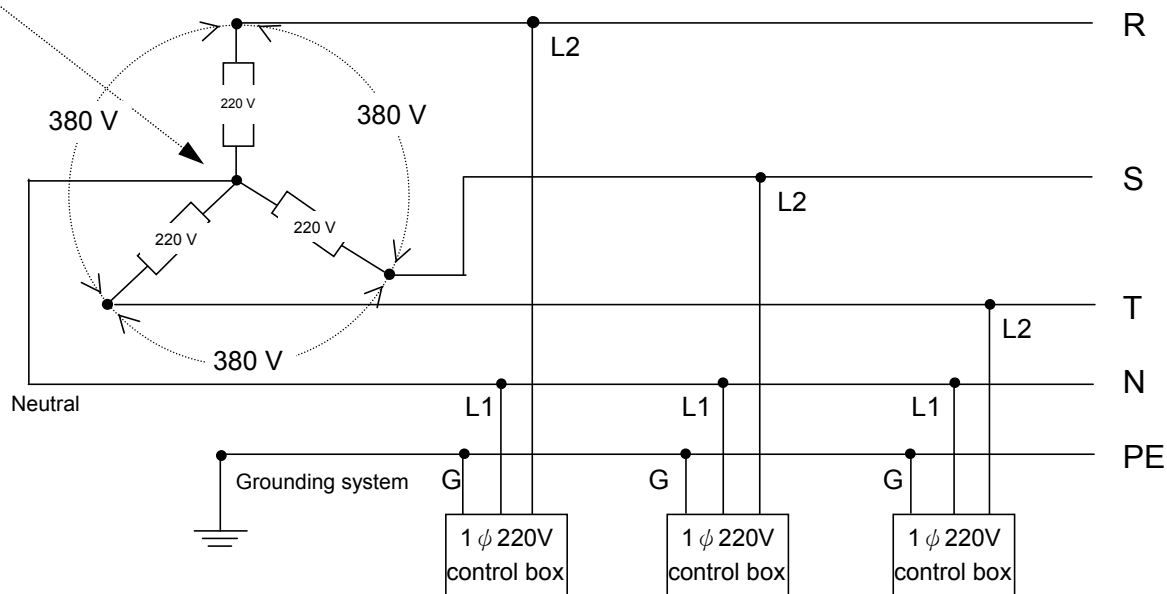 R
L2
220 V
380 V
380 V
S
L2
220 V
220 V
T
L2
380 V
N
Neutral
L1
L1
L1
PE
Grounding system
G
G
G
1 ϕ 220V
control box
1 ϕ 220V
control box
1 ϕ 220V
control box